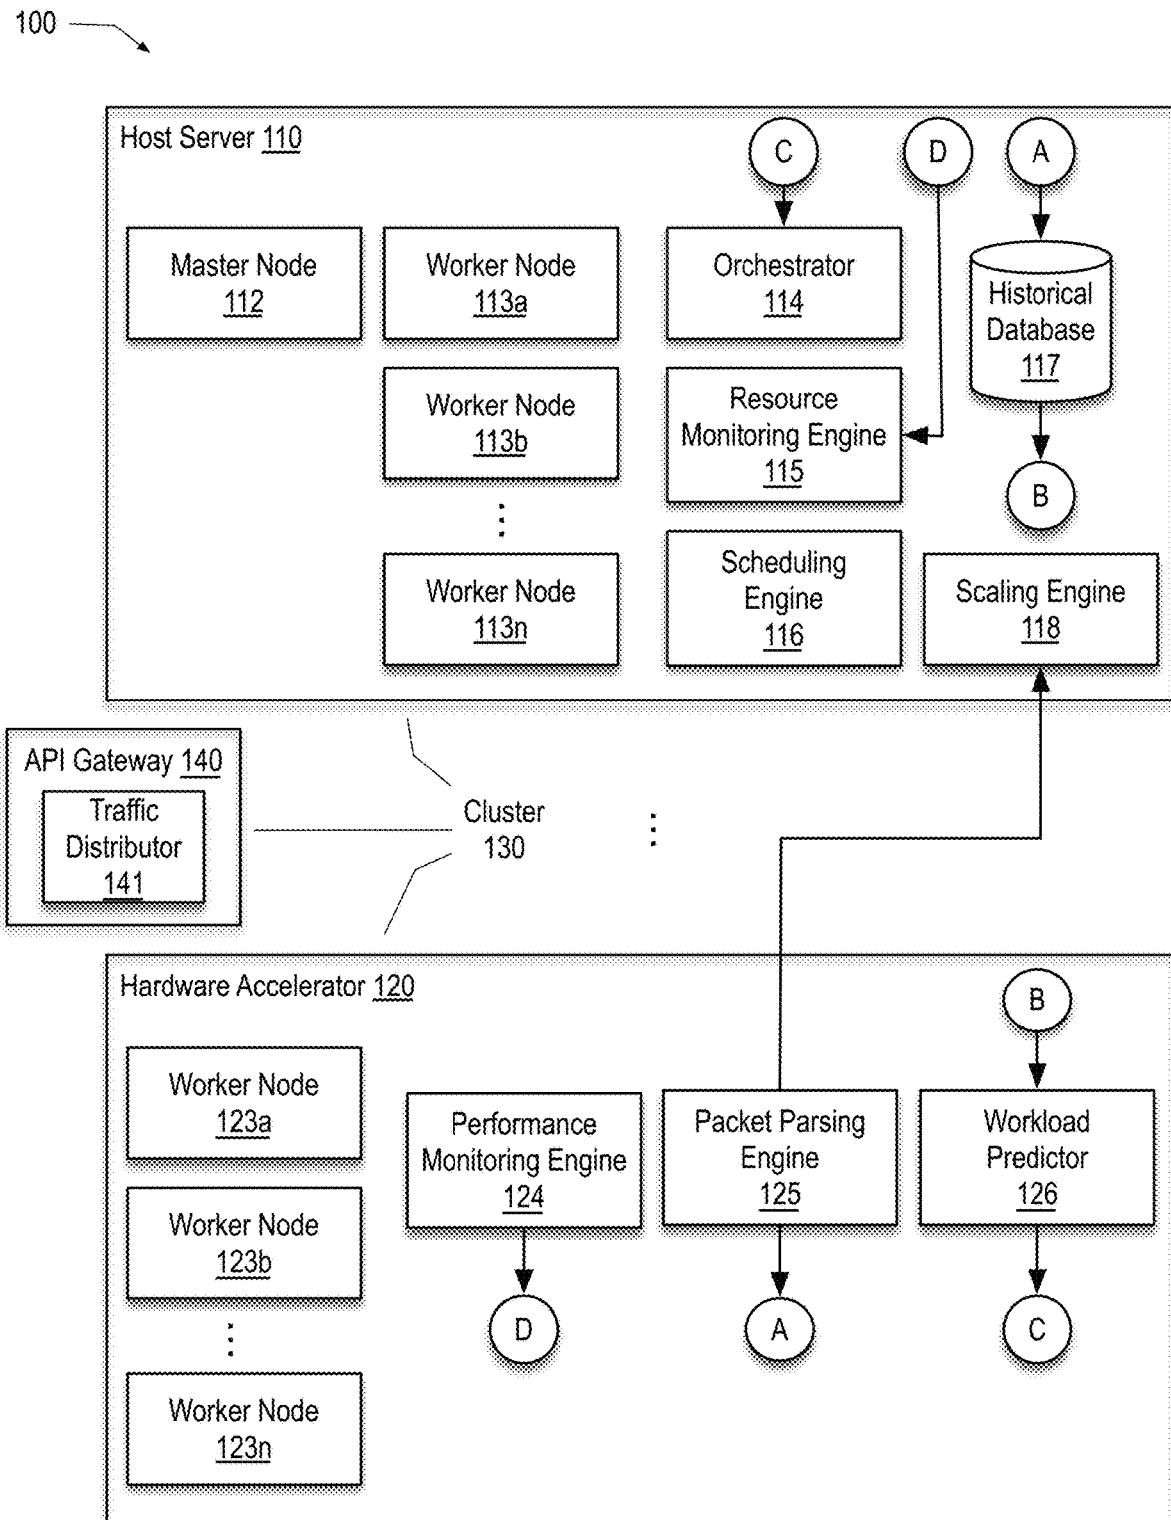 100
Host Server 110
C
D
A
Master Node
112
Worker Node
113a
Orchestrator
114
Historical
Database
117
Worker Node
113b
Resource
Monitoring Engine
115
B
⋮
Worker Node
113n
Scheduling
Engine
116
Scaling Engine
118
API Gateway 140
Traffic
Distributor
141
Cluster
130
⋮
Hardware Accelerator 120
B
Worker Node
123a
Performance
Monitoring Engine
124
Packet Parsing
Engine
125
Workload
Predictor
126
Worker Node
123b
D
A
C
⋮
Worker Node
123n